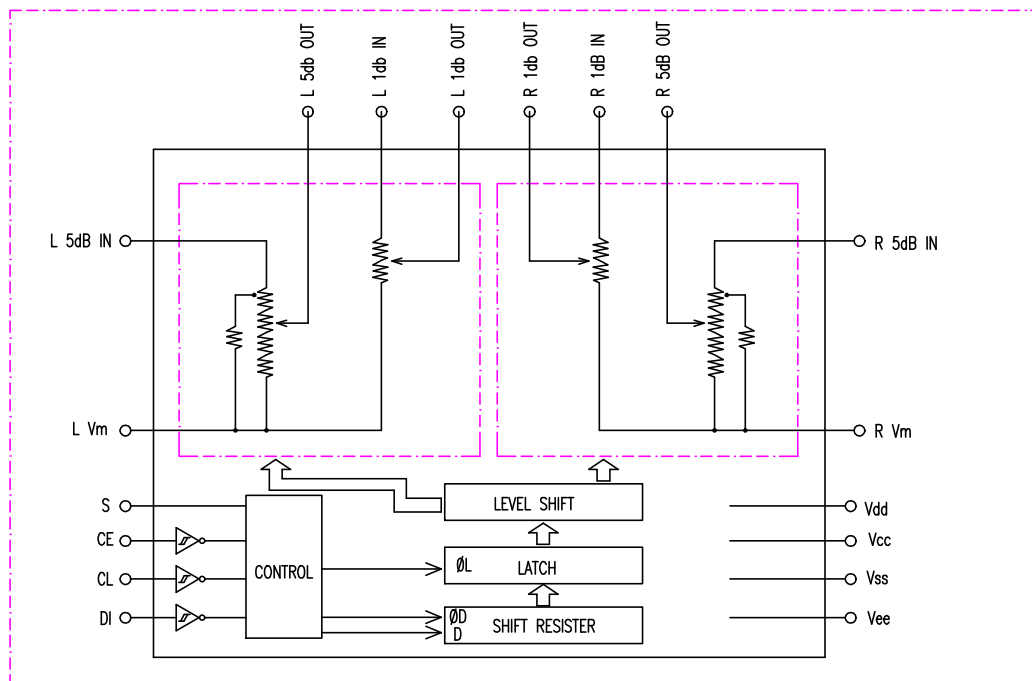 L 5db OUT
L 1db IN
L 1db OUT
R 1db OUT
R 1dB IN
R 5dB OUT
L 5dB IN
R 5dB IN
L Vm
R Vm
S
LEVEL SHIFT
Vdd
CE
Vcc
CONTROL
ØL
LATCH
CL
Vss
DI
ØD
D
SHIFT RESISTER
Vee